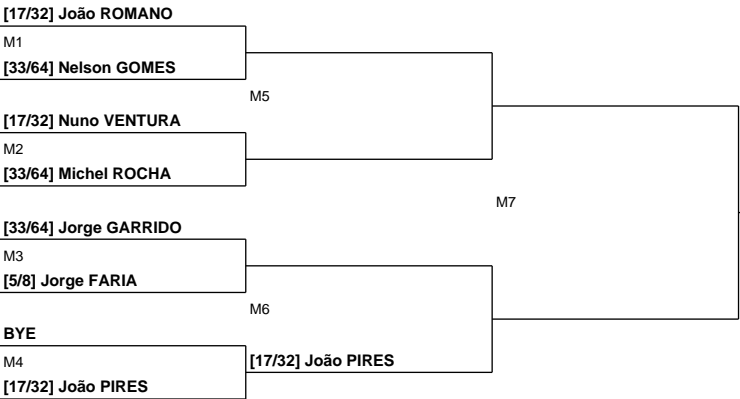 [17/32] João ROMANO
M1
[33/64] Nelson GOMES
M5
[17/32] Nuno VENTURA
M2
[33/64] Michel ROCHA
M7
[33/64] Jorge GARRIDO
M3
[5/8] Jorge FARIA
M6
BYE
M4
[17/32] João PIRES
[17/32] João PIRES